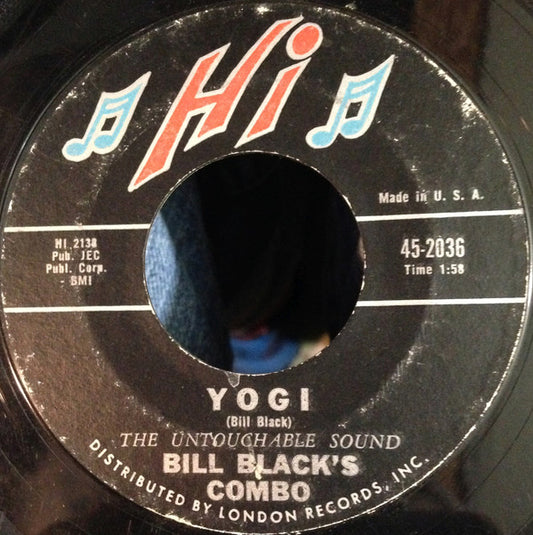 Hi
Made in U. S. A.
HI 2138
Pub. JEC
Publ. Corp.
- BMI
45-2036
Time 1:58
YOGI
(Bill Black)
THE UNTOUCHABLE SOUND
BILL BLACK'S
COMBO
DISTRIBUTED BY LONDON RECORDS, INC.